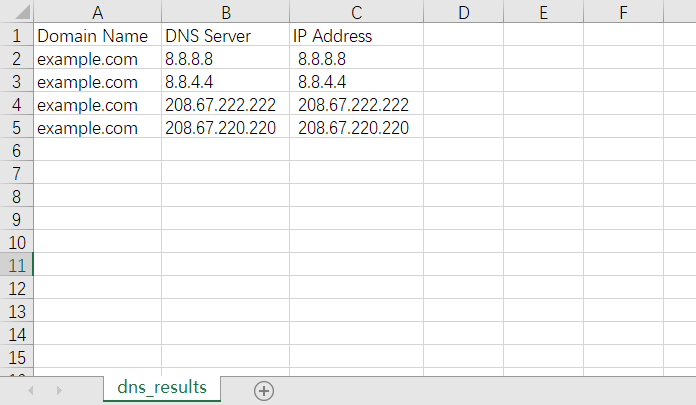 A B C D E F
1 Domain Name DNS Server IP Address
2 example.com 8.8.8.8 8.8.8.8
3 example.com 8.8.4.4 8.8.4.4
4 example.com 208.67.222.222 208.67.222.222
5 example.com 208.67.220.220 208.67.220.220
6
7
8
9
10
11
12
13
14
15
dns_results